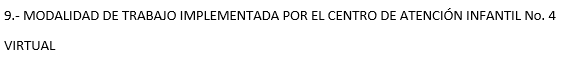 9.- MODALIDAD DE TRABAJO IMPLEMENTADA POR EL CENTRO DE ATENCIÓN INFANTIL No. 4
VIRTUAL